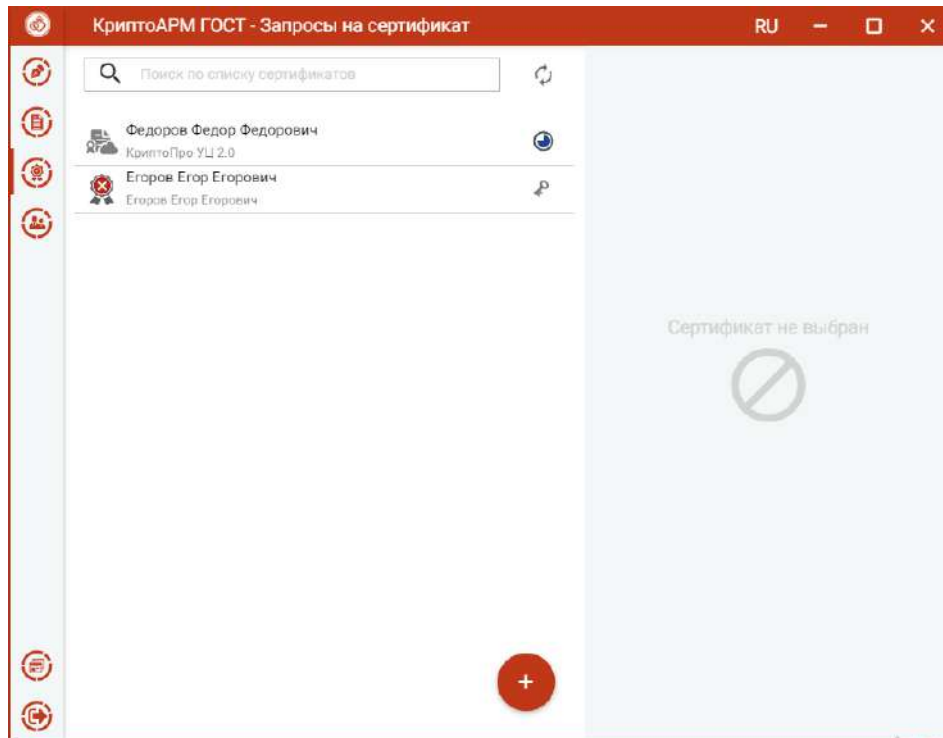 КриптоАРМ ГОСТ - Запросы на сертификат RU
Поиск по списку сертификатов
Федоров Федор Федорович
КриптоПро УЦ 2.0
Егоров Егор Егорович
Егоров Егор Егорович
Сертификат не выбран